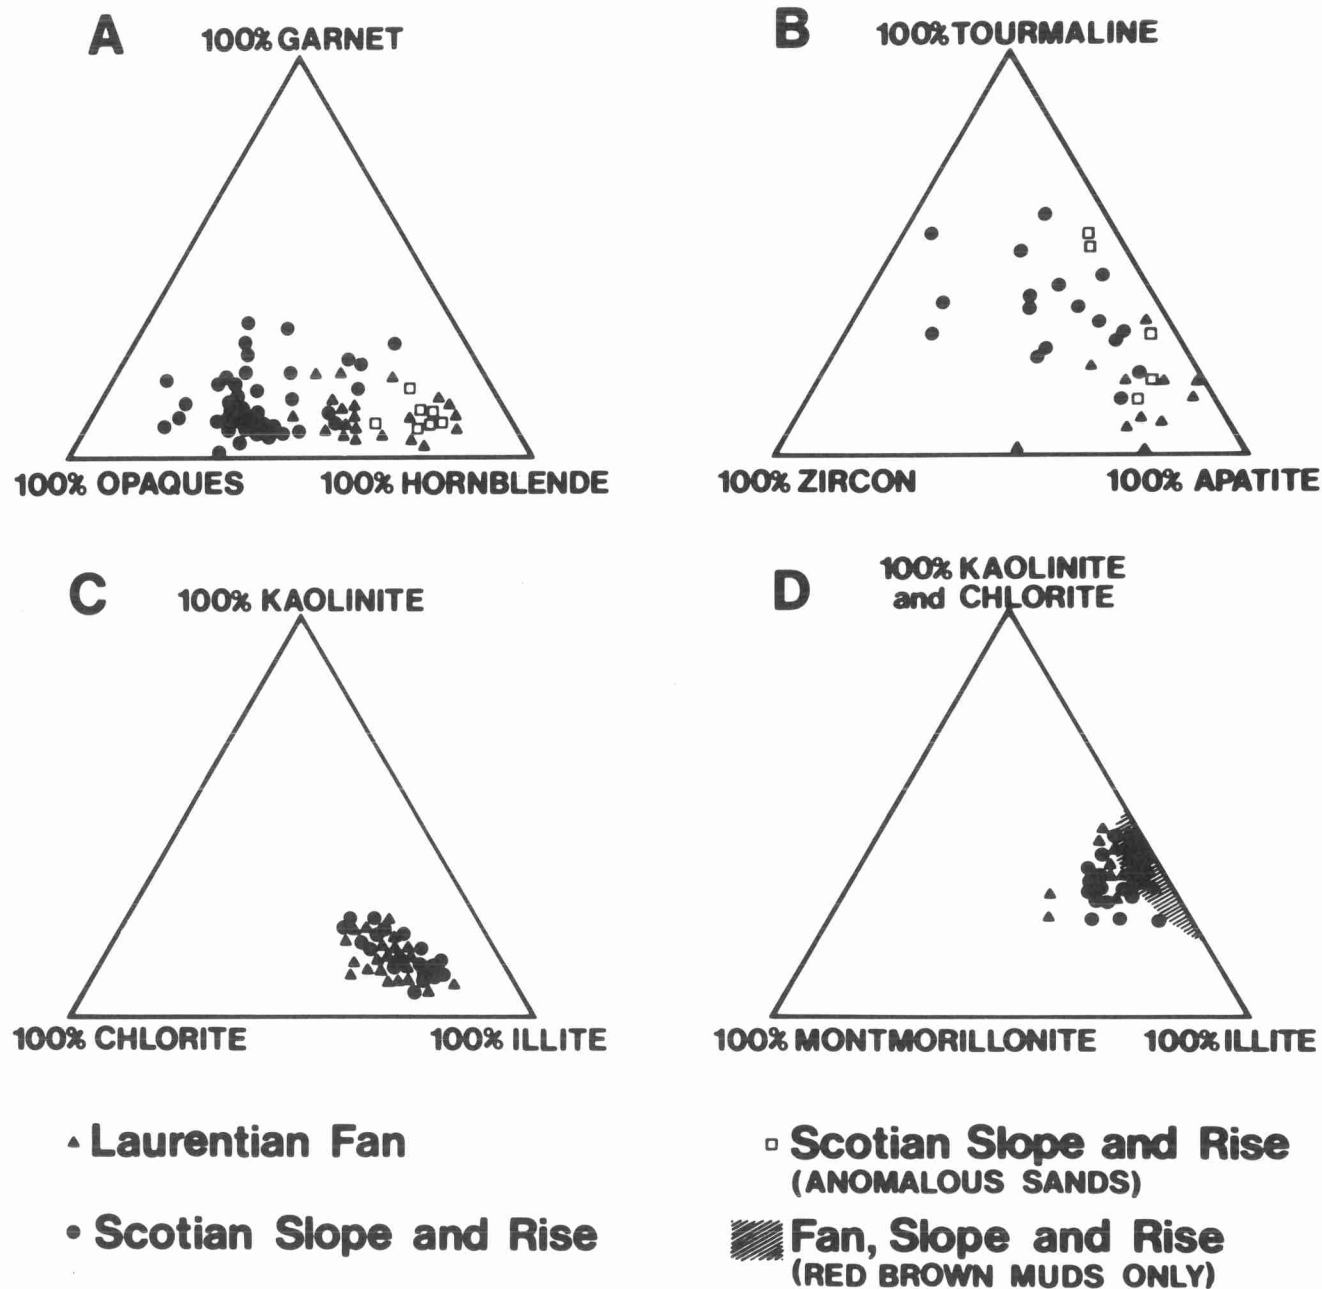 A
100% GARNET
100% OPAQUES
100% HORNBLENDE
B
100% TOURMALINE
100% ZIRCON
100% APATITE
C
100% KAOLINITE
100% CHLORITE
100% ILLITE
D
100% KAOLINITE
and CHLORITE
100% MONTMORILLONITE
100% ILLITE
Laurentian Fan
Scotian Slope and Rise
Scotian Slope and Rise
(ANOMALOUS SANDS)
Fan, Slope and Rise
(RED BROWN MUDS ONLY)